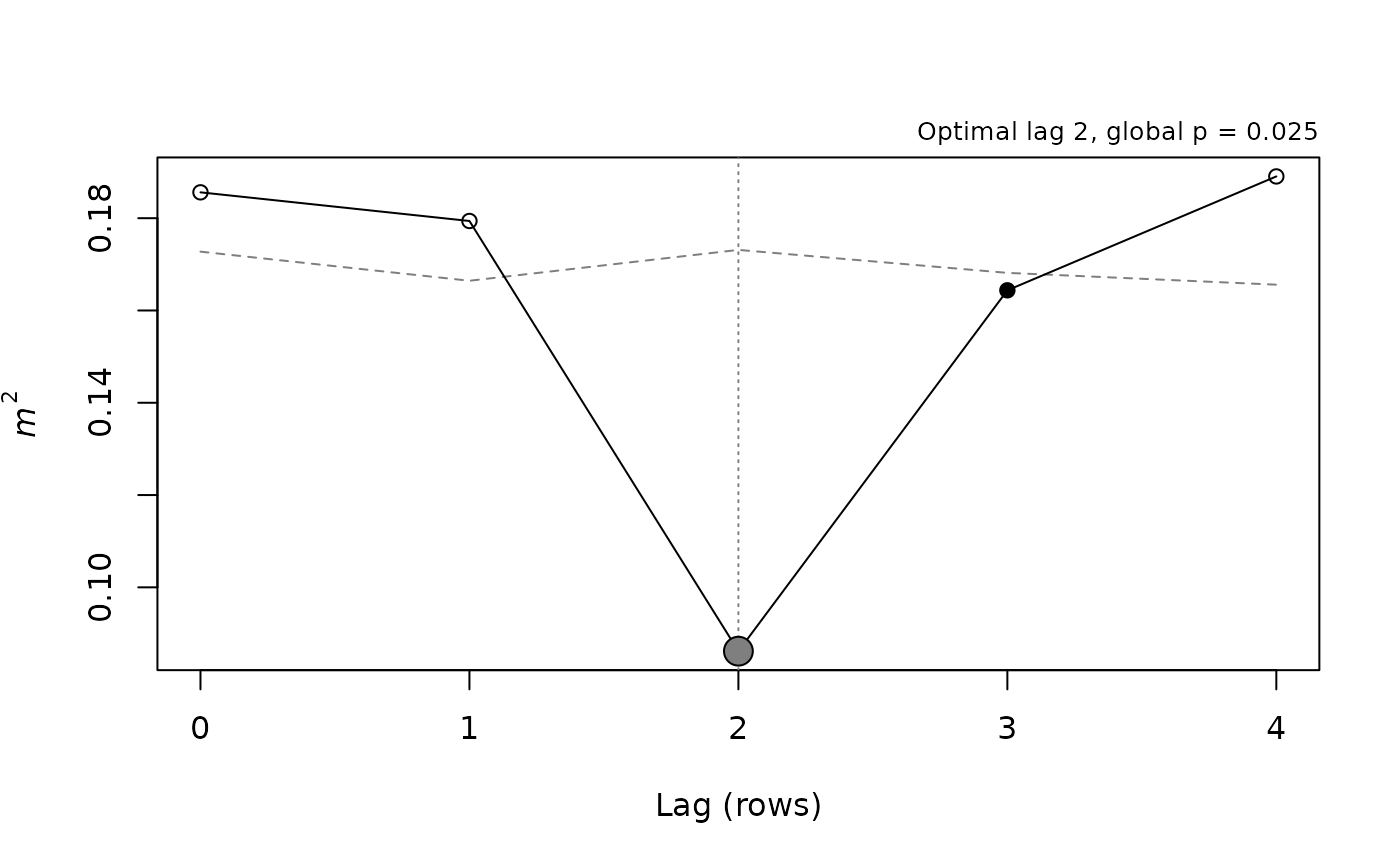 Optimal lag 2, global p = 0.025
0.18
0.14
0.10
m²
0 1 2 3 4
Lag (rows)